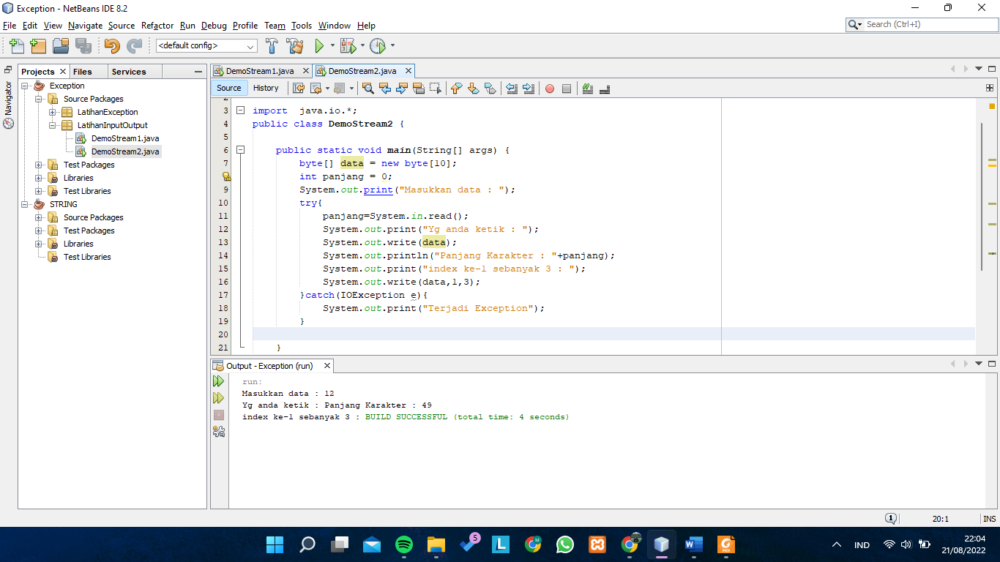 Exception - NetBeans IDE 8.2
File Edit View Navigate Source Refactor Run Debug Profile Team Tools Window Help
Search (Ctrl+I)
<default config>
Projects Files Services
Navigator
Exception
Source Packages
LatihanException
LatihanInputOutput
DemoStream1.java
DemoStream2.java
Test Packages
Libraries
Test Libraries
STRING
Source Packages
Test Packages
Libraries
Test Libraries
DemoStream1.java DemoStream2.java
Source History
2
3 import  java.io.*;
4 public class DemoStream2 {
5
6     public static void main(String[] args) {
7         byte[] data = new byte[10];
        int panjang = 0;
9         System.out.print("Masukkan data : ");
10         try{
11             panjang=System.in.read();
12             System.out.print("Yg anda ketik : ");
13             System.out.write(data);
14             System.out.println("Panjang Karakter : "+panjang);
15             System.out.print("index ke-1 sebanyak 3 : ");
16             System.out.write(data,1,3);
17         }catch(IOException e){
18             System.out.print("Terjadi Exception");
19         }
20
21     }
Output - Exception (run)
run:
Masukkan data : 12
Yg anda ketik : Panjang Karakter : 49
index ke-1 sebanyak 3 : BUILD SUCCESSFUL (total time: 4 seconds)
1 20:1 INS
5
IND
22:04
21/08/2022